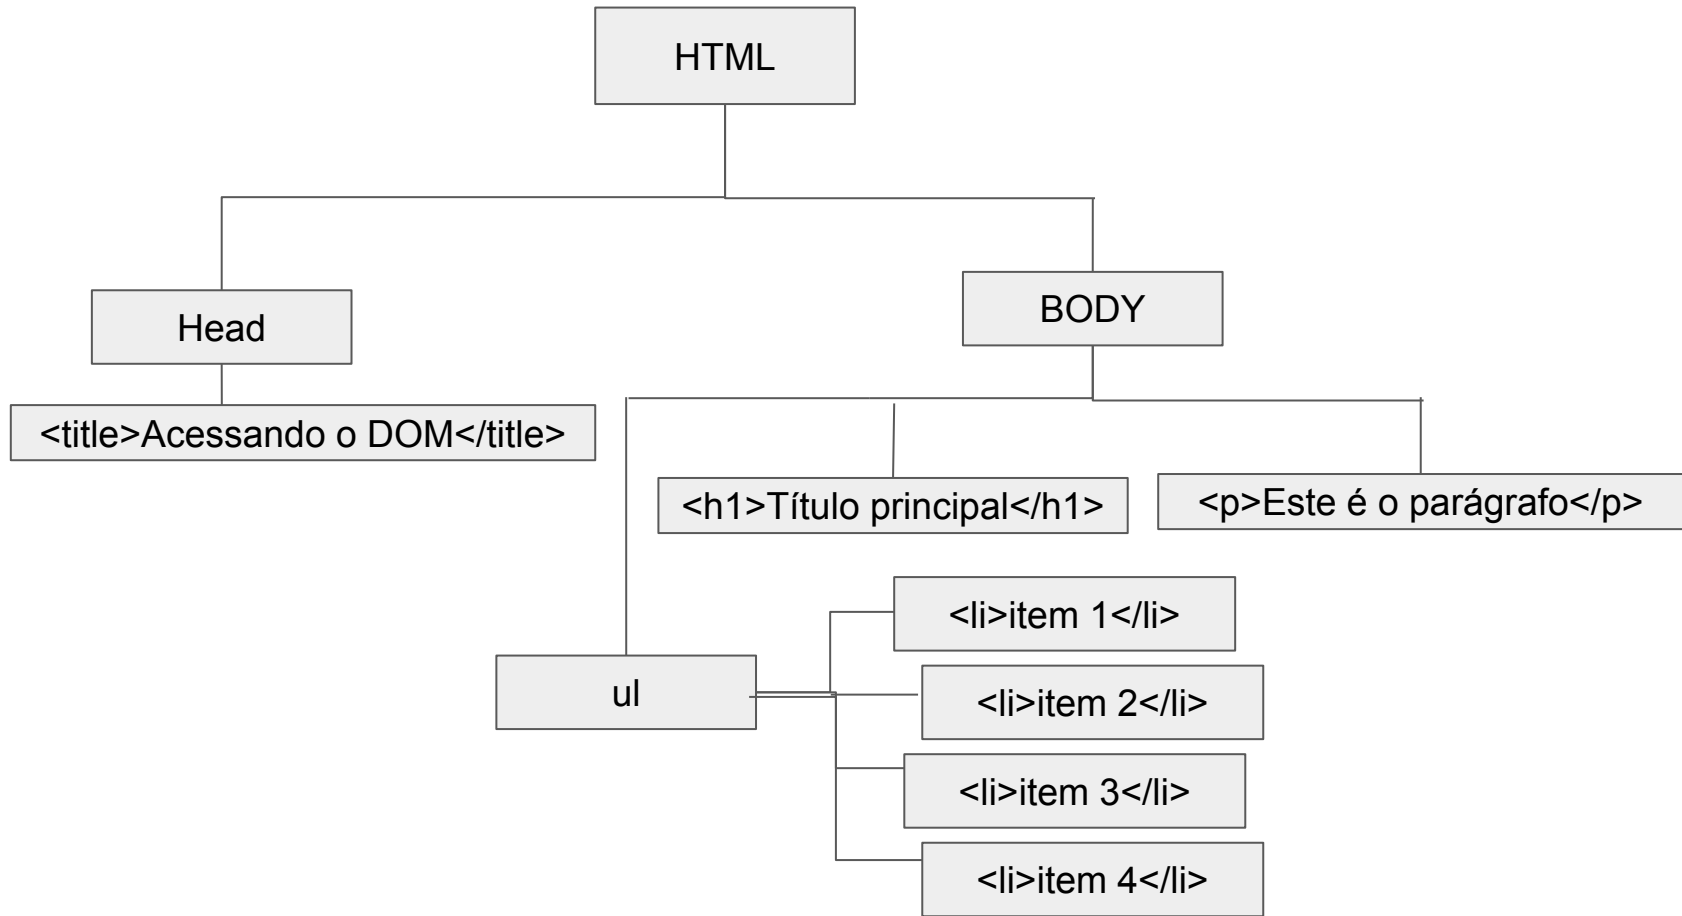 HTML
Head
BODY
<title>Acessando o DOM</title>
<h1>Título principal</h1>
<p>Este é o parágrafo</p>
ul
<li>item 1</li>
<li>item 2</li>
<li>item 3</li>
<li>item 4</li>